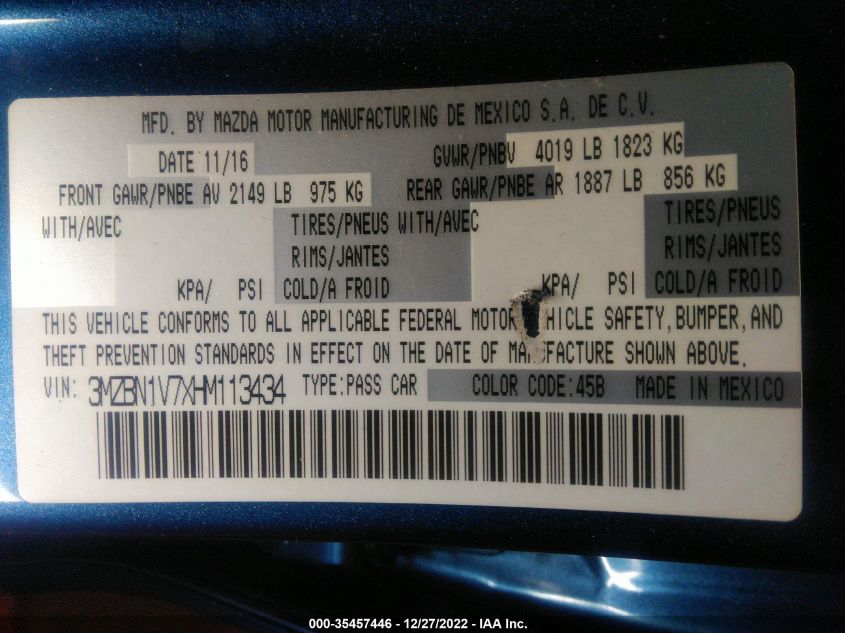 MFD. BY MAZDA MOTOR MANUFACTURING DE MEXICO S.A. DE C.V.
DATE 11/16 GVWR/PNBV 4019 LB 1823 KG
FRONT GAWR/PNBE AV 2149 LB 975 KG REAR GAWR/PNBE AR 1887 LB 856 KG
WITH/AVEC TIRES/PNEUS WITH/AVEC TIRES/PNEUS
RIMS/JANTES RIMS/JANTES
KPA/ PSI COLD/A FROID KPA/ PSI COLD/A FROID
THIS VEHICLE CONFORMS TO ALL APPLICABLE FEDERAL MOTOR HICLE SAFETY, BUMPER, AND
THEFT PREVENTION STANDARDS IN EFFECT ON THE DATE OF MANUFACTURE SHOWN ABOVE.
VIN: 3MZBN1V7XHM113434 TYPE:PASS CAR COLOR CODE:45B MADE IN MEXICO
000-35457446 - 12/27/2022 - IAA Inc.